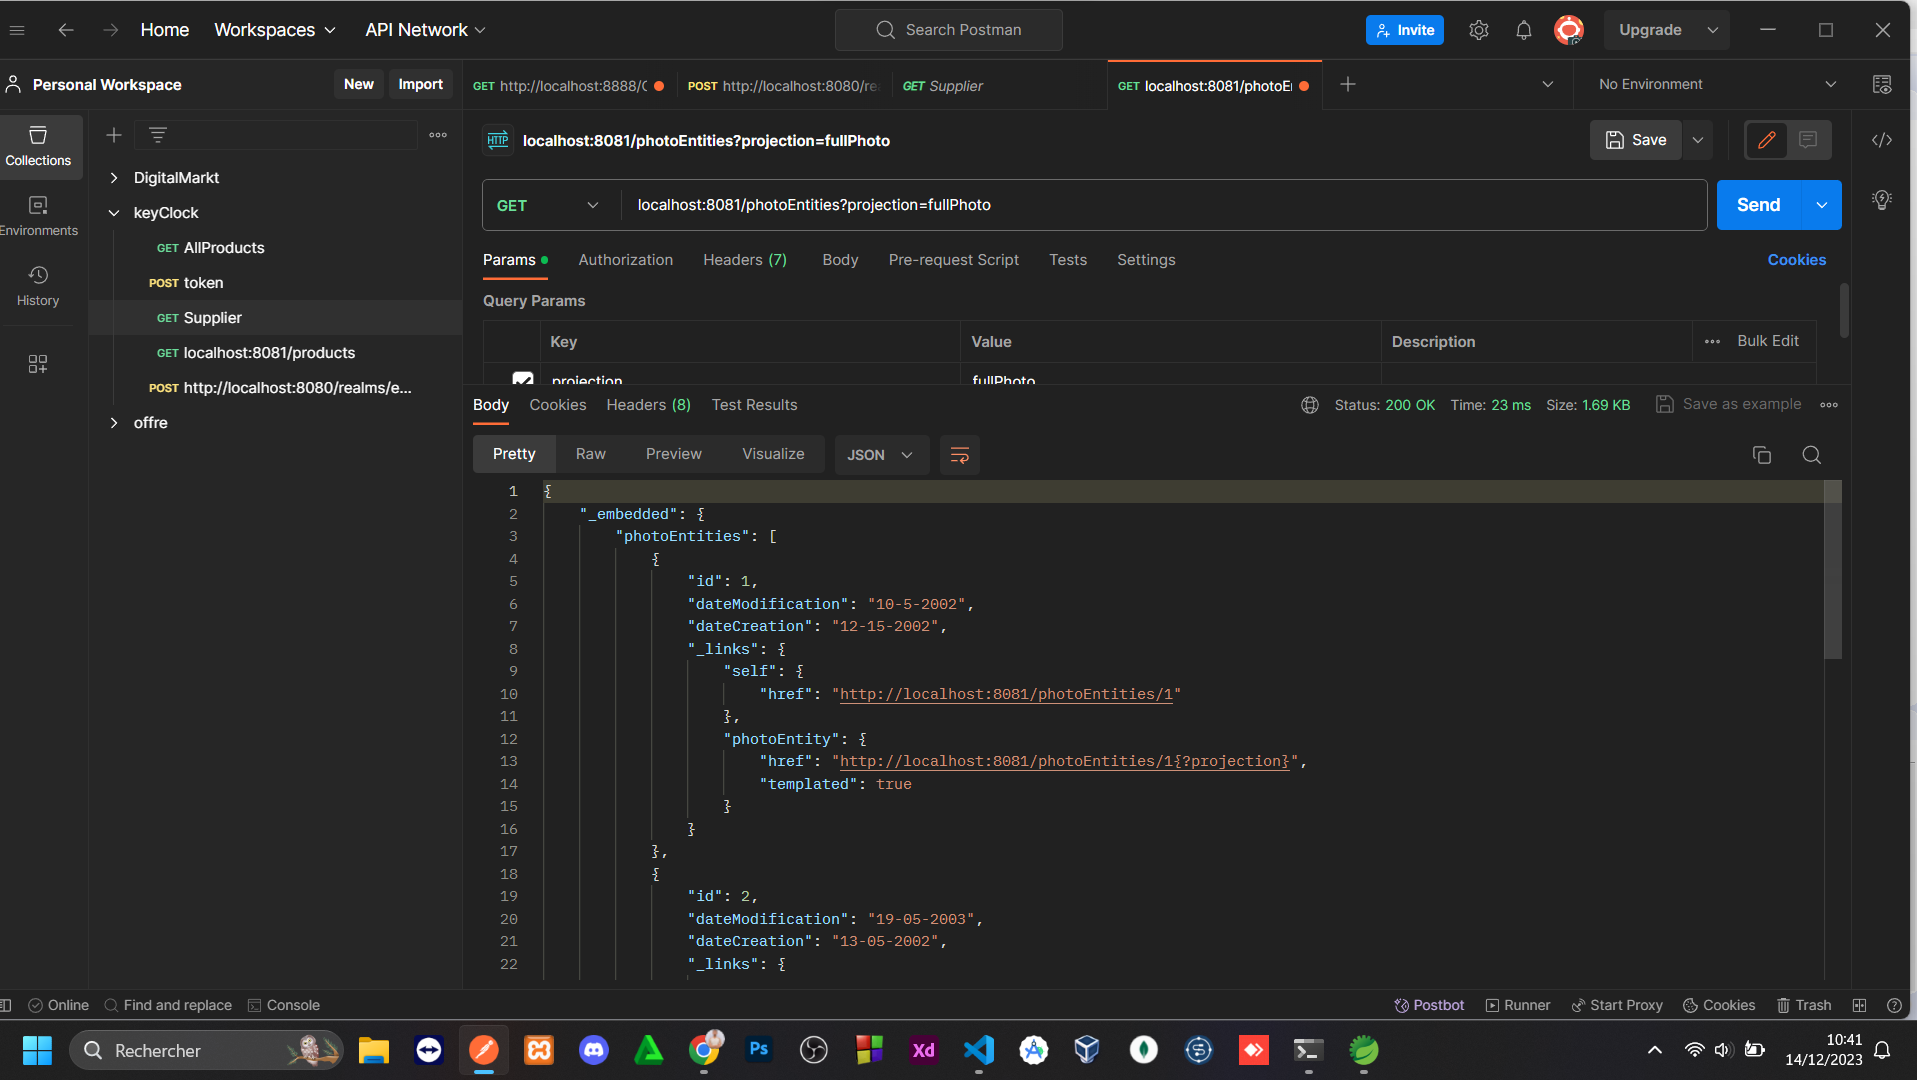 Home
Workspaces
API Network
Search Postman
Invite
Upgrade
Personal Workspace
New
Import
GET http://localhost:8888/
POST http://localhost:8080/re
GET Supplier
GET localhost:8081/photoE
No Environment
Collections
Environments
History
DigitalMarkt
keyClock
GET AllProducts
POST token
GET Supplier
GET localhost:8081/products
POST http://localhost:8080/realms/e...
offre
HTTP
localhost:8081/photoEntities?projection=fullPhoto
Save
GET
localhost:8081/photoEntities?projection=fullPhoto
Send
Params
Authorization
Headers (7)
Body
Pre-request Script
Tests
Settings
Cookies
Query Params
Key
Value
Description
Bulk Edit
projection
fullPhoto
Body
Cookies
Headers (8)
Test Results
Status: 200 OK
Time: 23 ms
Size: 1.69 KB
Save as example
Pretty
Raw
Preview
Visualize
JSON
1 {
2 "_embedded": {
3 "photoEntities": [
4 {
5 "id": 1,
6 "dateModification": "10-5-2002",
7 "dateCreation": "12-15-2002",
8 "_links": {
9 "self": {
10 "href": "http://localhost:8081/photoEntities/1"
11 },
12 "photoEntity": {
13 "href": "http://localhost:8081/photoEntities/1{?projection}",
14 "templated": true
15 }
16 }
17 },
18 {
19 "id": 2,
20 "dateModification": "19-05-2003",
21 "dateCreation": "13-05-2002",
22 "_links": {
Online
Find and replace
Console
Postbot
Runner
Start Proxy
Cookies
Trash
Rechercher
Ps
Xd
10:41
14/12/2023